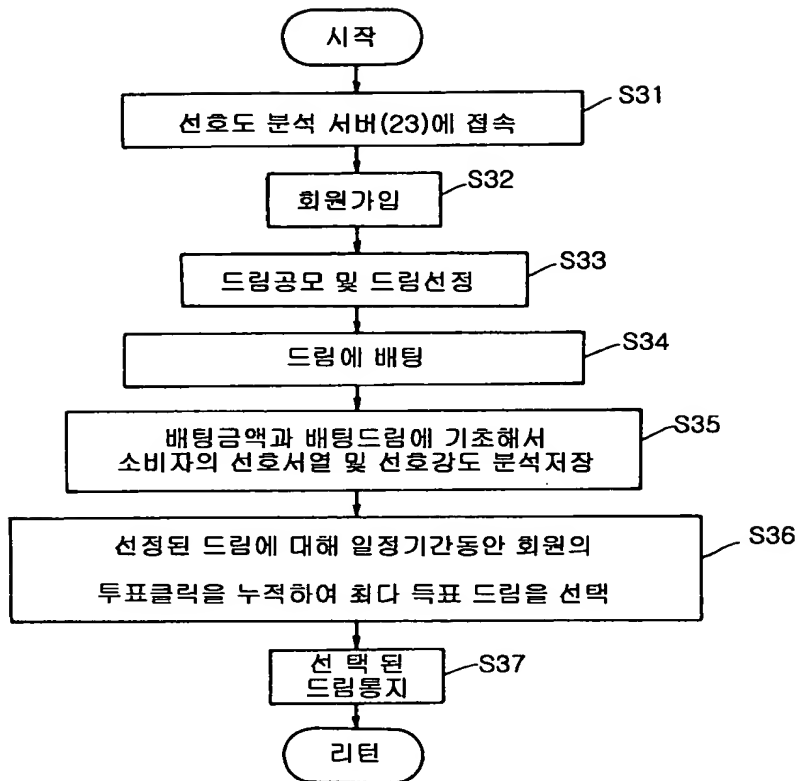 시작
선호도 분석 서버(23)에 접속
S31
회원가입
S32
드림공모 및 드림선정
S33
드림에 배팅
S34
배팅금액과 배팅드림에 기초해서
소비자의 선호서열 및 선호강도 분석저장
S35
선정된 드림에 대해 일정기간동안 회원의
투표클릭을 누적하여 최다 득표 드림을 선택
S36
선 택 된
드림통지
S37
리턴